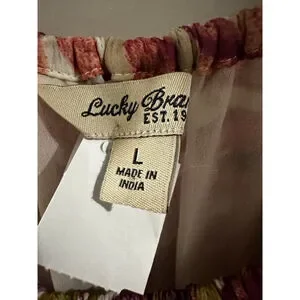 Lucky Bra
EST. 19
L
MADE IN
INDIA